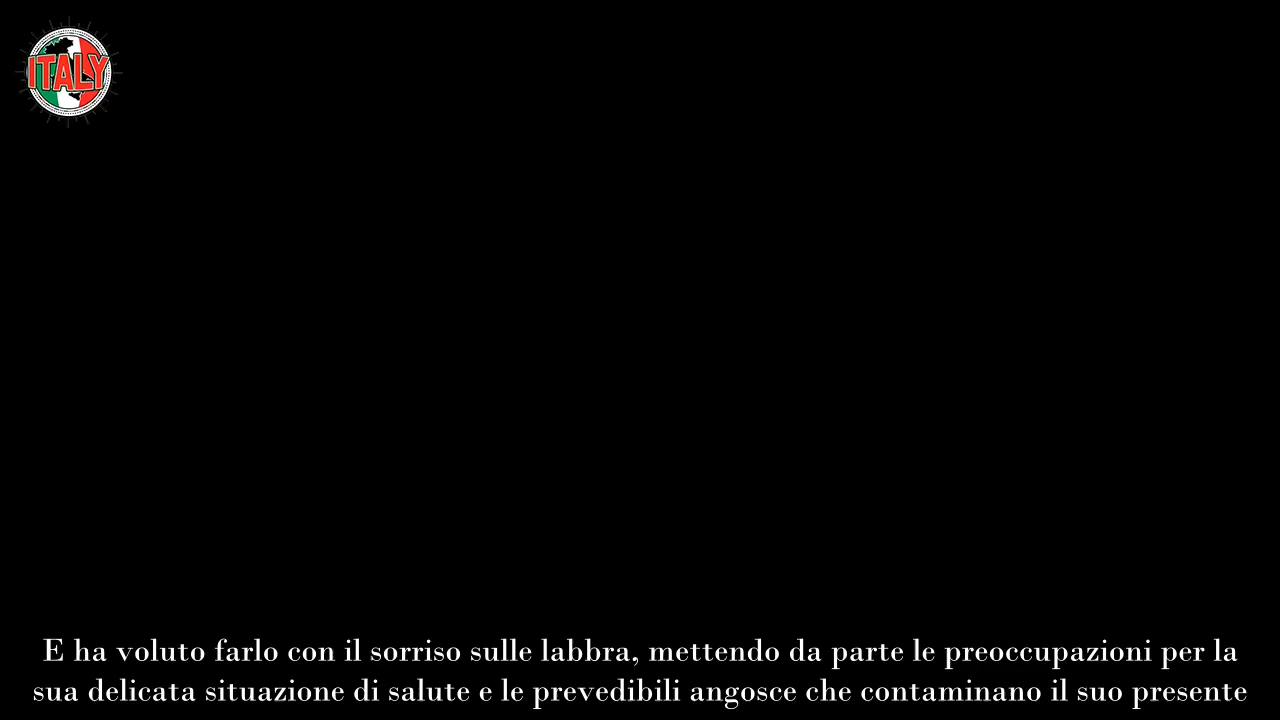 ITALY
E ha voluto farlo con il sorriso sulle labbra, mettendo da parte le preoccupazioni per la
sua delicata situazione di salute e le prevedibili angosce che contaminano il suo presente